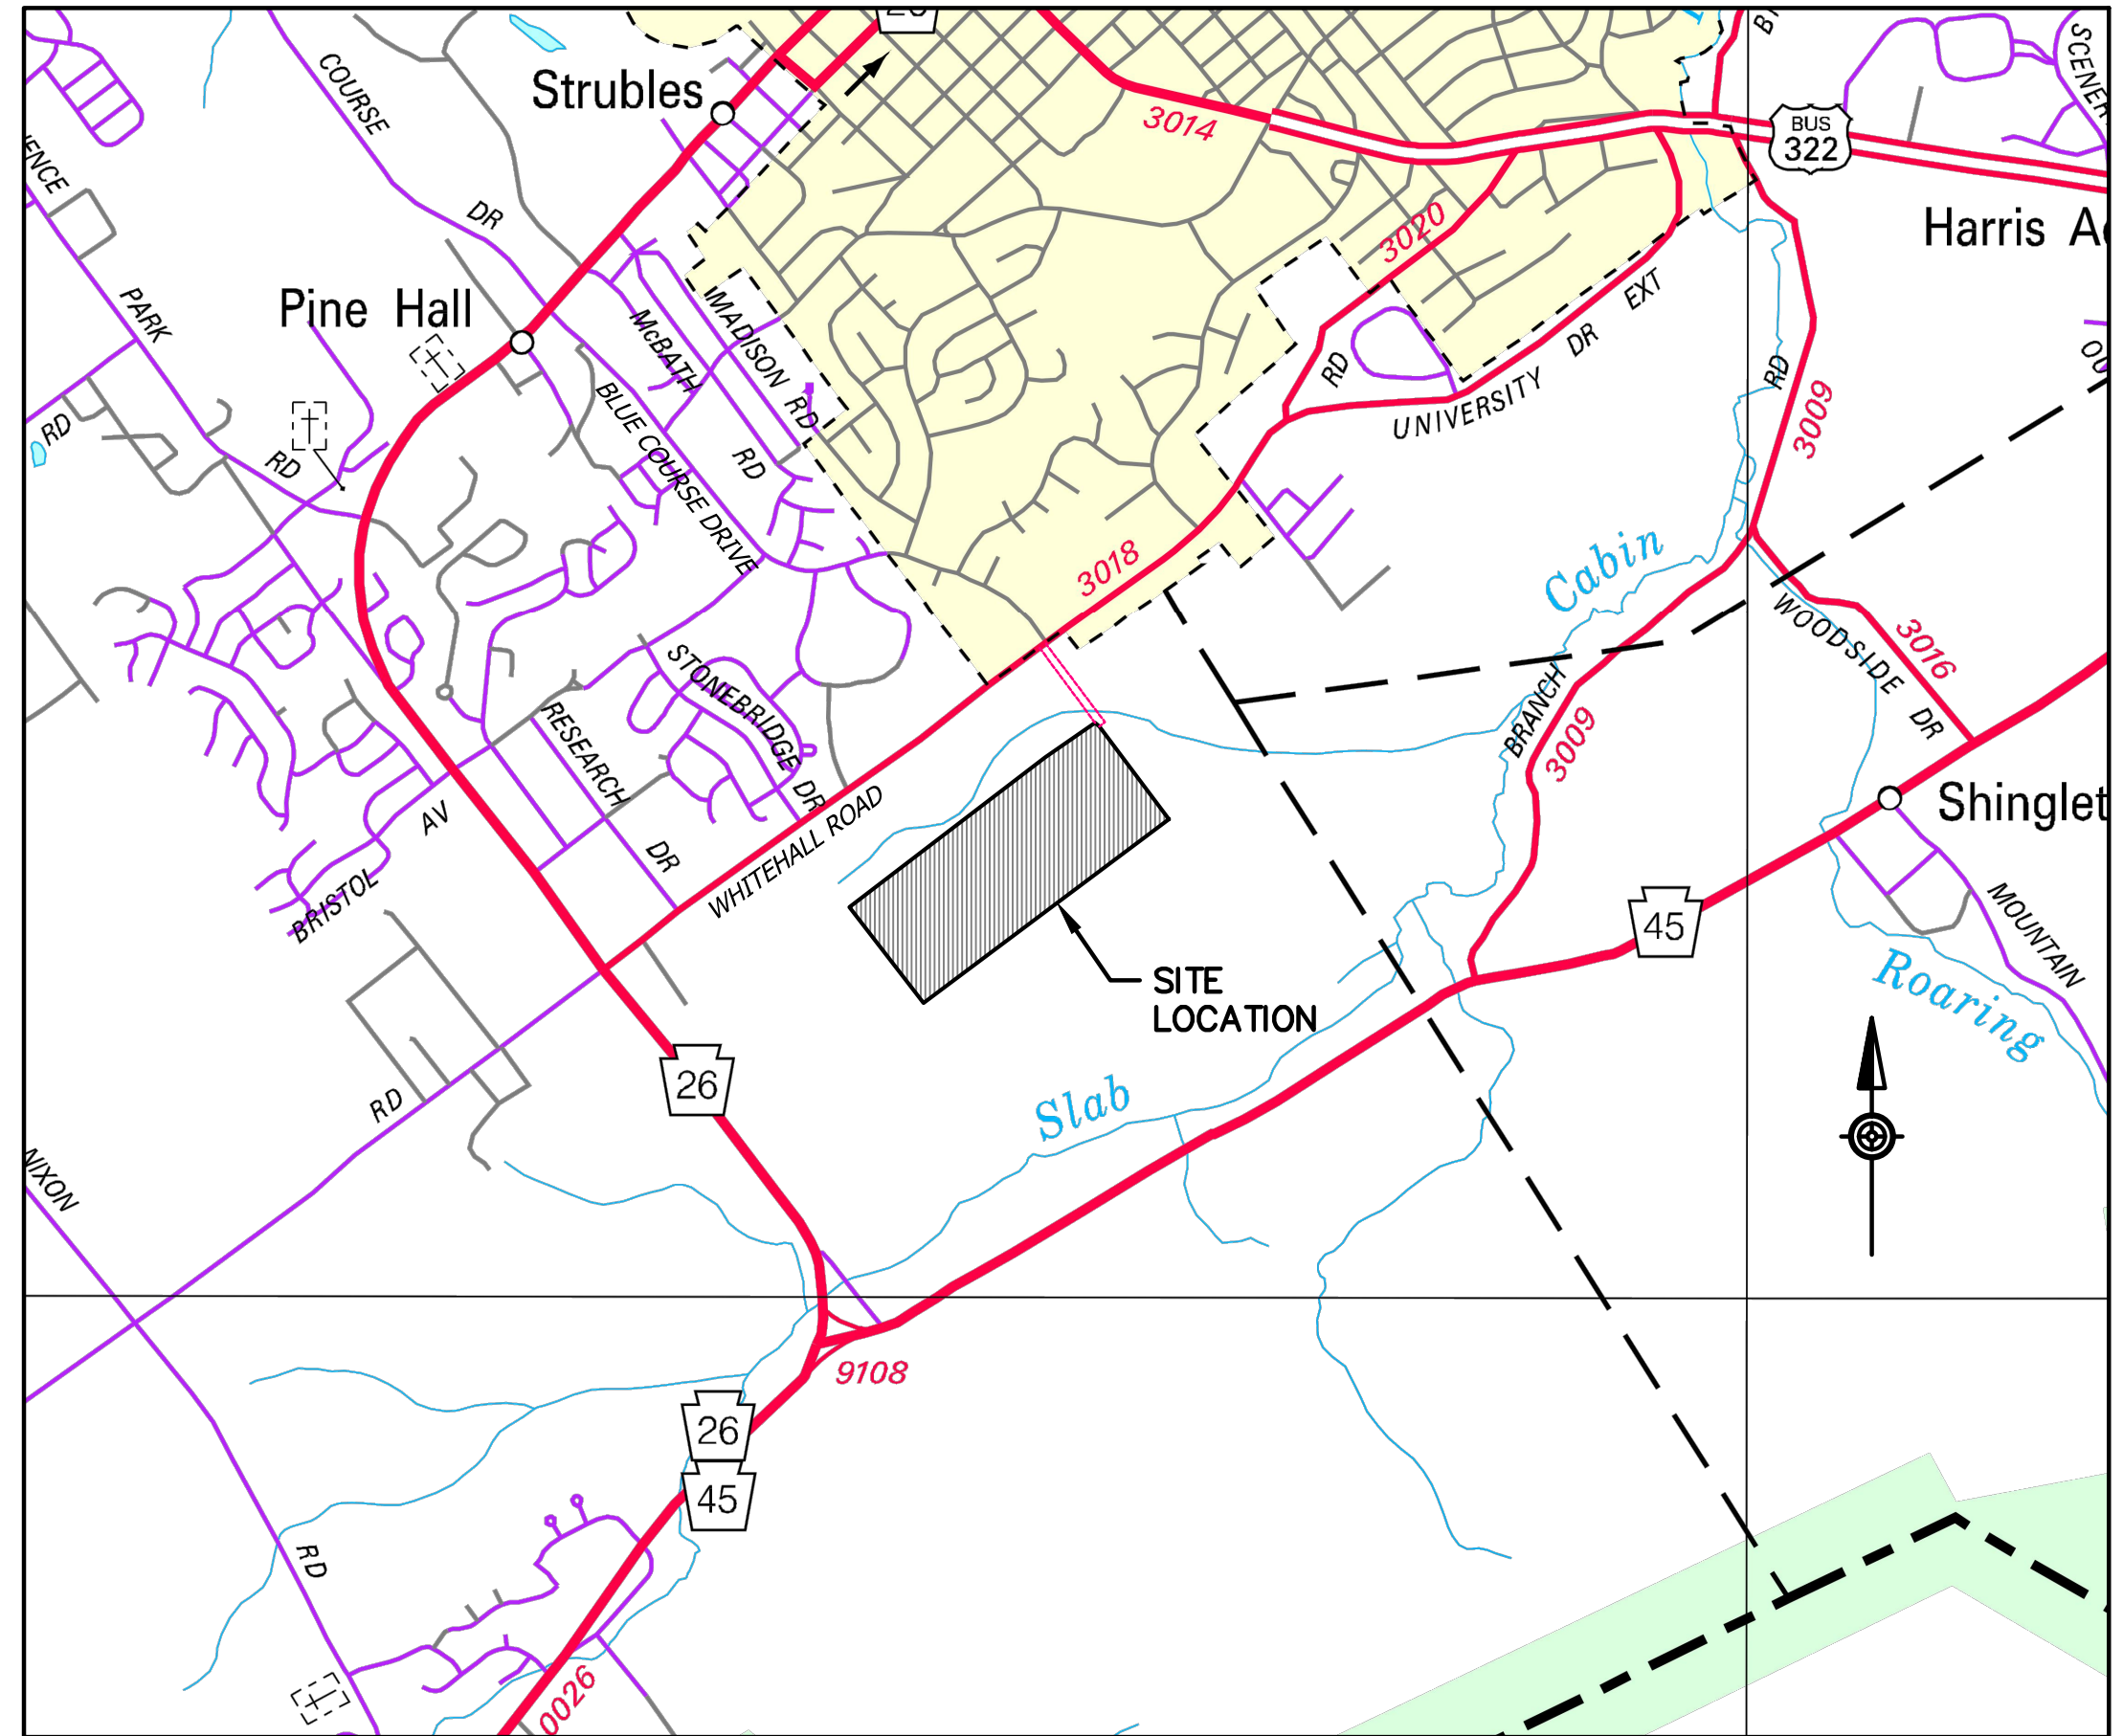 Strubles
COURSE
DR
3014
BUS
322
Harris
3020
RD
UNIVERSITY
DR
EXT
RD
3009
PARK
RD
RD
Pine Hall
McBATH
RD
MADISON RD
BLUE COURSE DRIVE
3018
Cabin
BRANCH
3009
WOODSIDE
DR
3016
STONEBRIDGE DR
RESEARCH
DR
WHITEHALL ROAD
BRISTOL
AV
SITE
LOCATION
45
MOUNTAIN
Roaring
26
RD
Slab
NIXON
RD
9108
26
45
0026